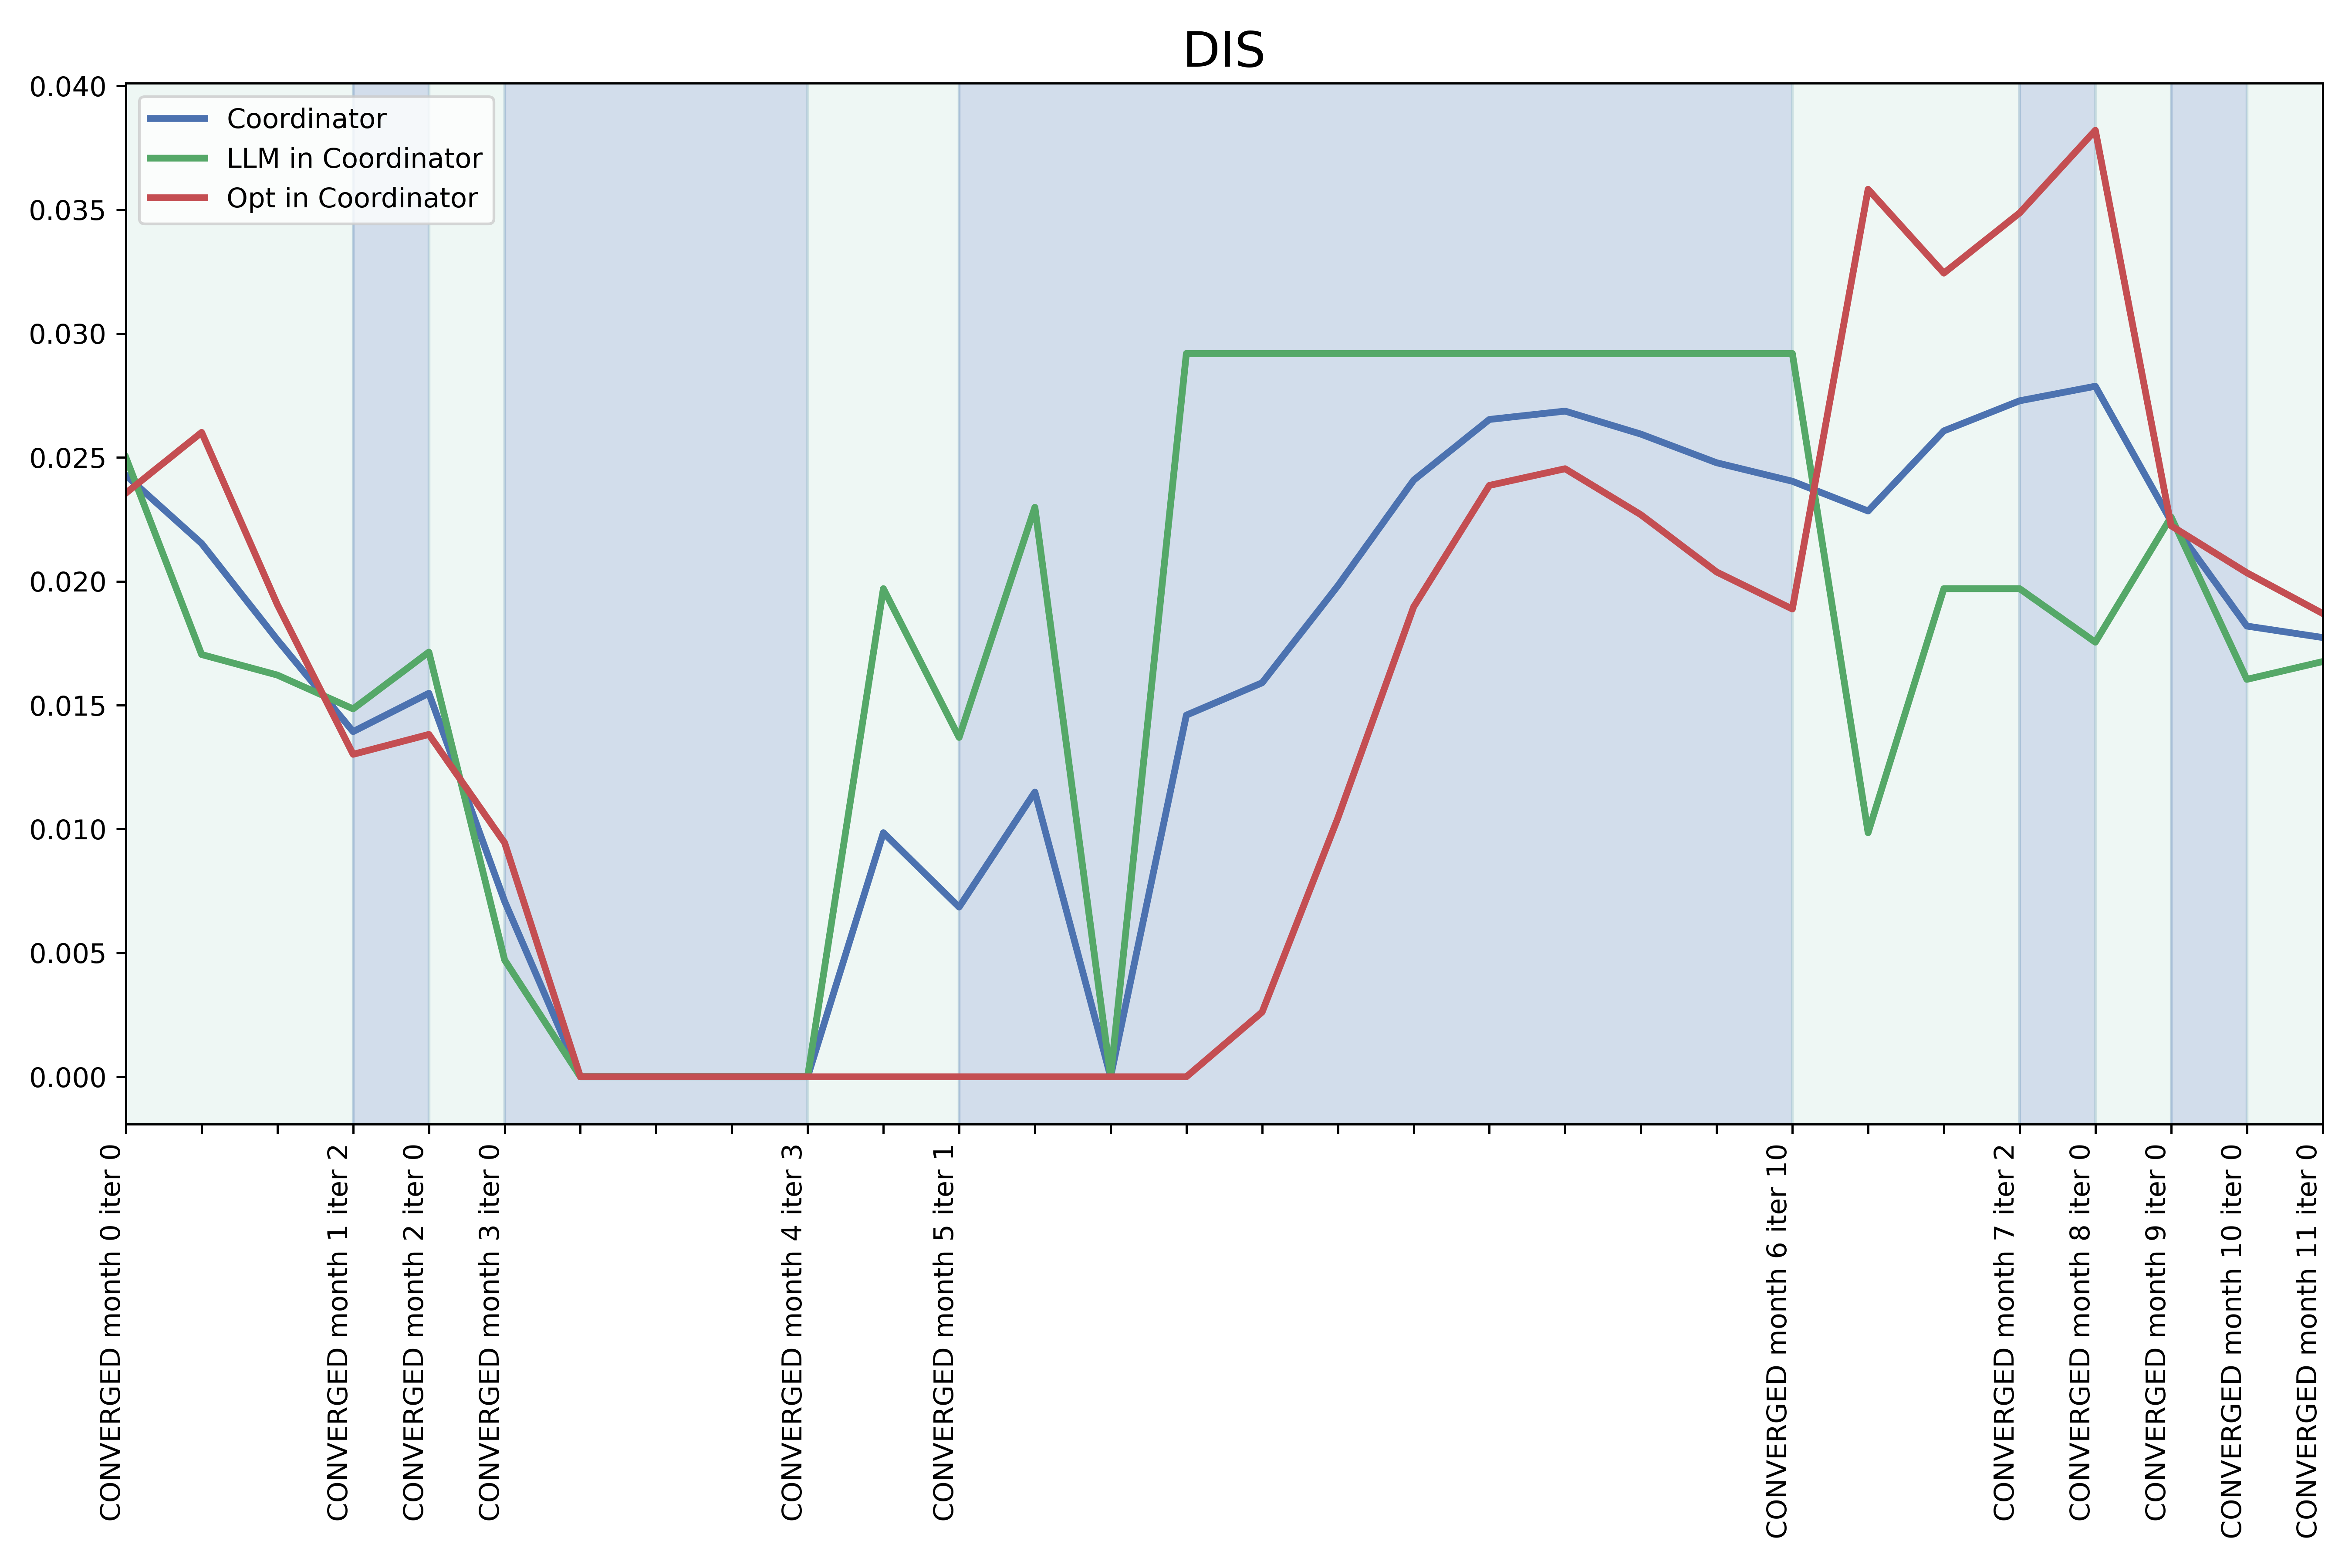 DIS
0.040
0.035
0.030
0.025
0.020
0.015
0.010
0.005
0.000
Coordinator
LLM in Coordinator
Opt in Coordinator
CONVERGED month 0 iter 0
CONVERGED month 1 iter 2
CONVERGED month 2 iter 0
CONVERGED month 3 iter 0
CONVERGED month 4 iter 3
CONVERGED month 5 iter 1
CONVERGED month 6 iter 10
CONVERGED month 7 iter 2
CONVERGED month 8 iter 0
CONVERGED month 9 iter 0
CONVERGED month 10 iter 0
CONVERGED month 11 iter 0